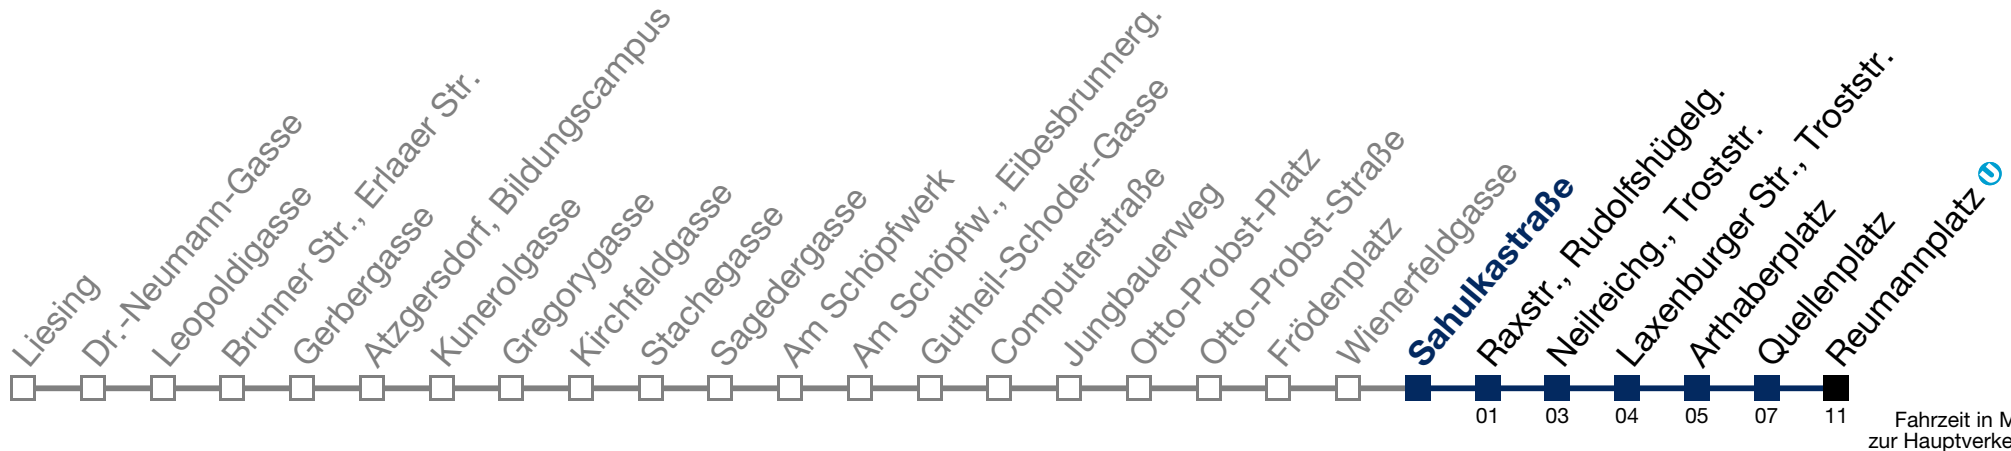 Liesing
Dr.-Neumann-Gasse
Leopoldigasse
Brunner Str., Erlaaer Str.
Gerbergasse
Atzgersdorf, Bildungscampus
Kunerolgasse
Gregorygasse
Kirchfeldgasse
Stachegasse
Sagedergasse
Am Schöpfwerk
Am Schöpfw., Eibesbrunnerg.
Gutheil-Schoder-Gasse
Computerstraße
Jungbauerweg
Otto-Probst-Platz
Otto-Probst-Straße
Frödenplatz
Wienerfeldgasse
Sahulkastraße
Raxstr., Rudolfshügelg.
Neilreichg., Troststr.
Laxenburger Str., Troststr.
Arthaberplatz
Quellenplatz
Reumannplatz U
01 03 04 05 07 11
Fahrzeit in M
zur Hauptverke